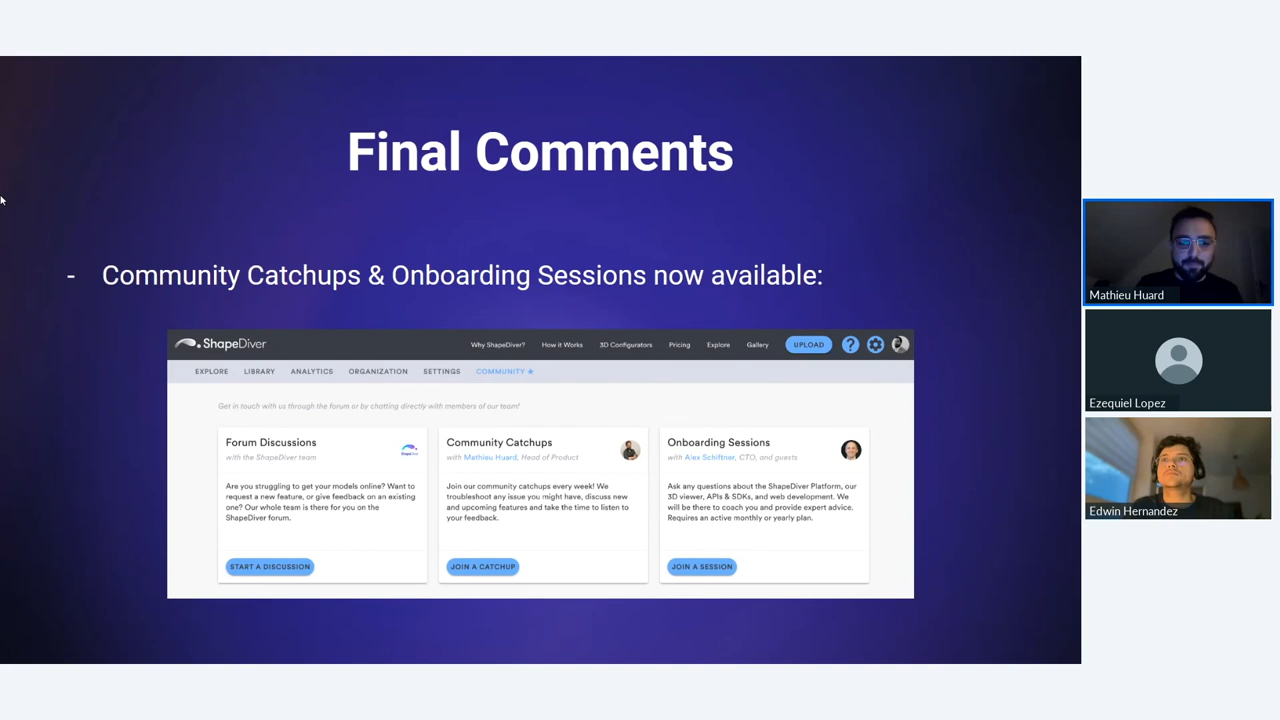 Final Comments
- Community Catchups & Onboarding Sessions now available:
ShapeDiver
Why ShapeDiver? How it Works 3D Configurators Pricing Explore Gallery UPLOAD ?
EXPLORE LIBRARY ANALYTICS ORGANIZATION SETTINGS COMMUNITY ★
Get in touch with us through the forum or by chatting directly with members of our team!
Forum Discussions
with the ShapeDiver team
ShapeDiver
Are you struggling to get your models online? Want to
request a new feature, or give feedback on an existing
one? Our whole team is there for you on the
ShapeDiver forum.
START A DISCUSSION
Community Catchups
with Mathieu Huard, Head of Product
Join our community catchups every week! We
troubleshoot any issue you might have, discuss new
and upcoming features and take the time to listen to
your feedback.
JOIN A CATCHUP
Onboarding Sessions
with Alex Schiftner, CTO, and guests
Ask any questions about the ShapeDiver Platform, our
3D viewer, APIs & SDKs, and web development. We
will be there to coach you and provide expert advice.
Requires an active monthly or yearly plan.
JOIN A SESSION
Mathieu Huard
Ezequiel Lopez
Edwin Hernandez